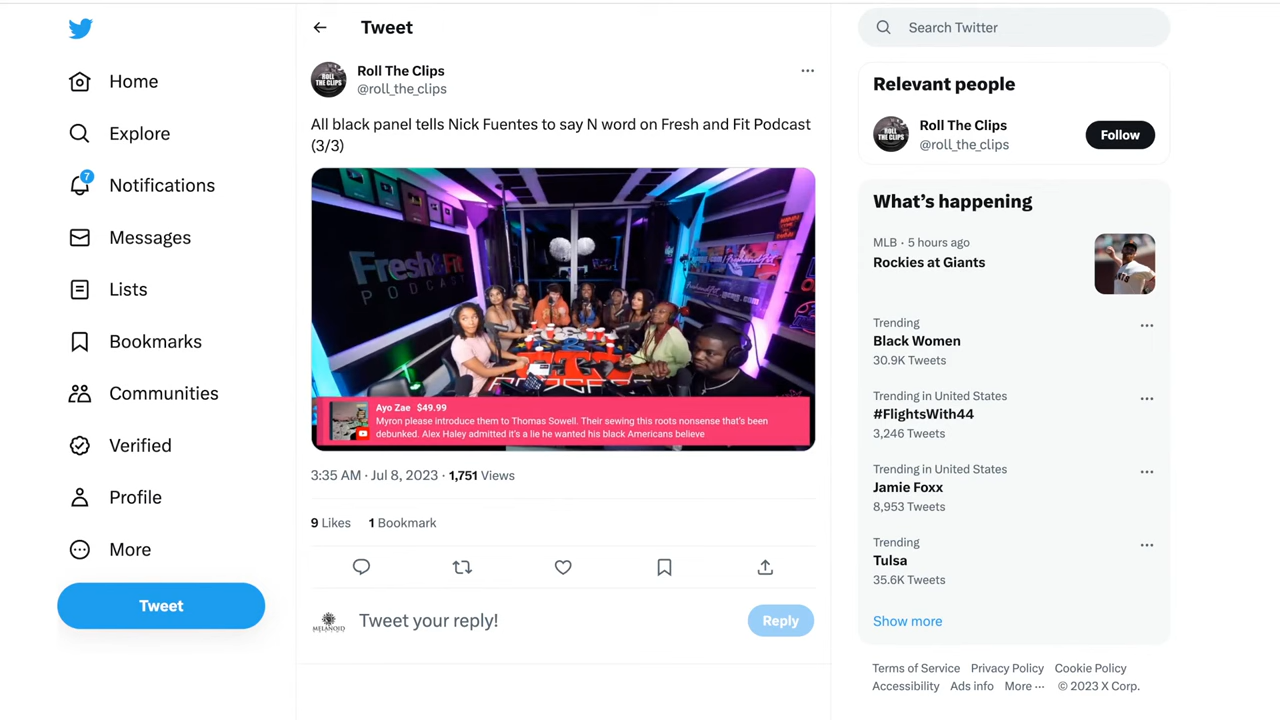 Home
Explore
7
Notifications
Messages
Lists
Bookmarks
Communities
Verified
Profile
More
Tweet
Tweet
Roll The Clips
@roll_the_clips
All black panel tells Nick Fuentes to say N word on Fresh and Fit Podcast
(3/3)
Fresh&Fit
PODCAST
Ayo Zae $49.99
Myron please introduce them to Thomas Sowell. Their sewing this roots nonsense that's been
debunked. Alex Haley admitted it's a lie he wanted his black Americans believe
3:35 AM · Jul 8, 2023 · 1,751 Views
9 Likes 1 Bookmark
MELANOID
Tweet your reply!
Reply
Search Twitter
Relevant people
ROLL
THE CLIPS
Roll The Clips
@roll_the_clips
Follow
What's happening
MLB · 5 hours ago
Rockies at Giants
Trending
Black Women
30.9K Tweets
Trending in United States
#FlightsWith44
3,246 Tweets
Trending in United States
Jamie Foxx
8,953 Tweets
Trending
Tulsa
35.6K Tweets
Show more
Terms of Service Privacy Policy Cookie Policy
Accessibility Ads info More ··· © 2023 X Corp.